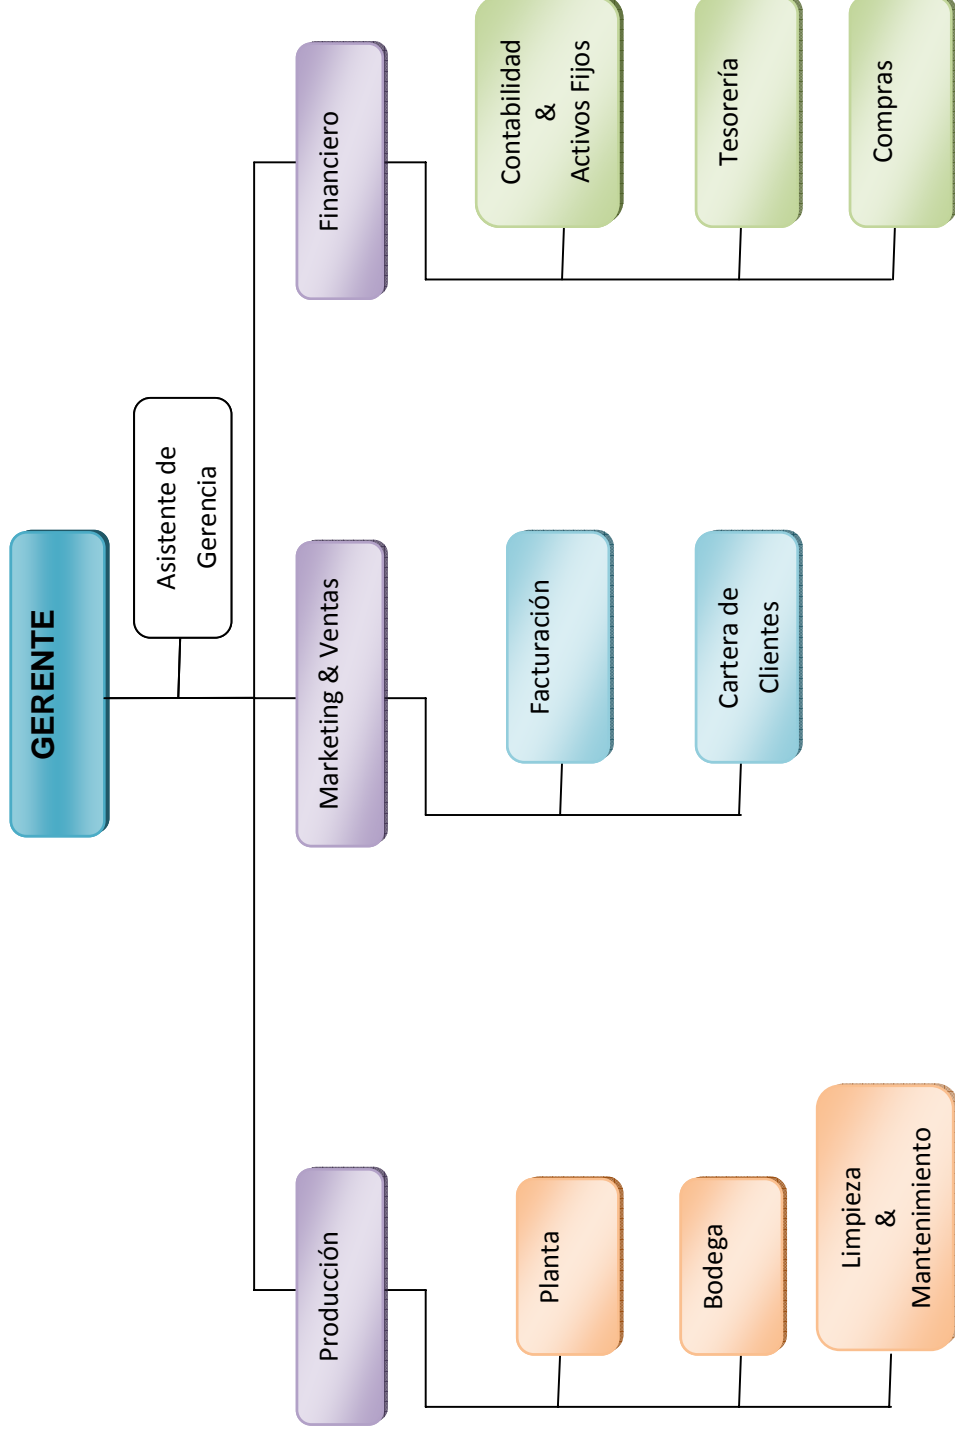 GERENTE
Asistente de
Gerencia
Producción
Marketing & Ventas
Financiero
Planta
Bodega
Limpieza
&
Mantenimiento
Facturación
Cartera de
Clientes
Contabilidad
&
Activos Fijos
Tesorería
Compras